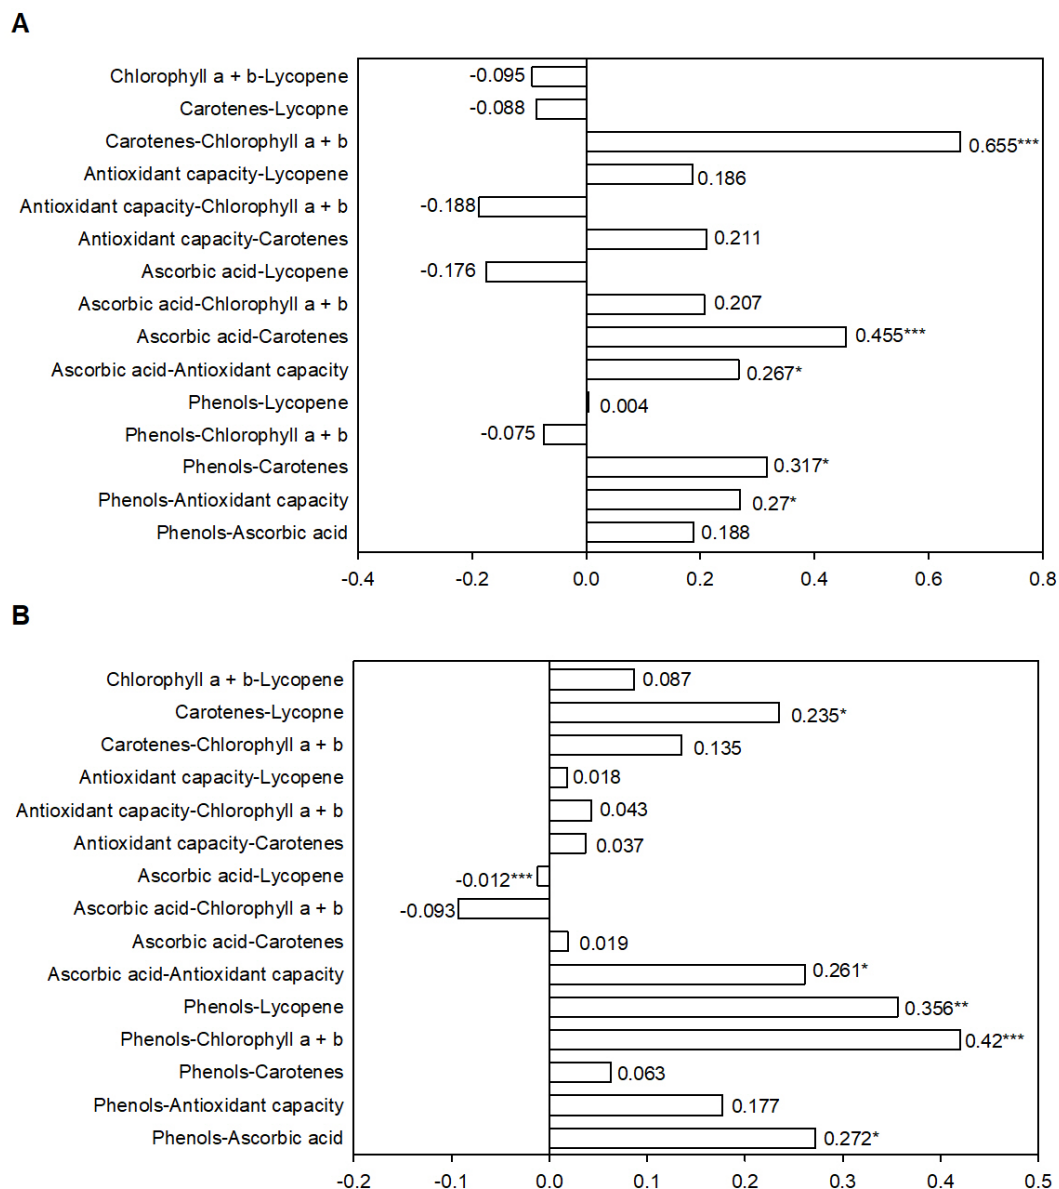 A
Chlorophyll a + b-Lycopene -0.095
Carotenes-Lycopne -0.088
Carotenes-Chlorophyll a + b 0.655***
Antioxidant capacity-Lycopene 0.186
Antioxidant capacity-Chlorophyll a + b -0.188
Antioxidant capacity-Carotenes 0.211
Ascorbic acid-Lycopene -0.176
Ascorbic acid-Chlorophyll a + b 0.207
Ascorbic acid-Carotenes 0.455***
Ascorbic acid-Antioxidant capacity 0.267*
Phenols-Lycopene 0.004
Phenols-Chlorophyll a + b -0.075
Phenols-Carotenes 0.317*
Phenols-Antioxidant capacity 0.27*
Phenols-Ascorbic acid 0.188
-0.4 -0.2 0.0 0.2 0.4 0.6 0.8
B
Chlorophyll a + b-Lycopene 0.087
Carotenes-Lycopne 0.235*
Carotenes-Chlorophyll a + b 0.135
Antioxidant capacity-Lycopene 0.018
Antioxidant capacity-Chlorophyll a + b 0.043
Antioxidant capacity-Carotenes 0.037
Ascorbic acid-Lycopene -0.012***
Ascorbic acid-Chlorophyll a + b -0.093
Ascorbic acid-Carotenes 0.019
Ascorbic acid-Antioxidant capacity 0.261*
Phenols-Lycopene 0.356**
Phenols-Chlorophyll a + b 0.42***
Phenols-Carotenes 0.063
Phenols-Antioxidant capacity 0.177
Phenols-Ascorbic acid 0.272*
-0.2 -0.1 0.0 0.1 0.2 0.3 0.4 0.5